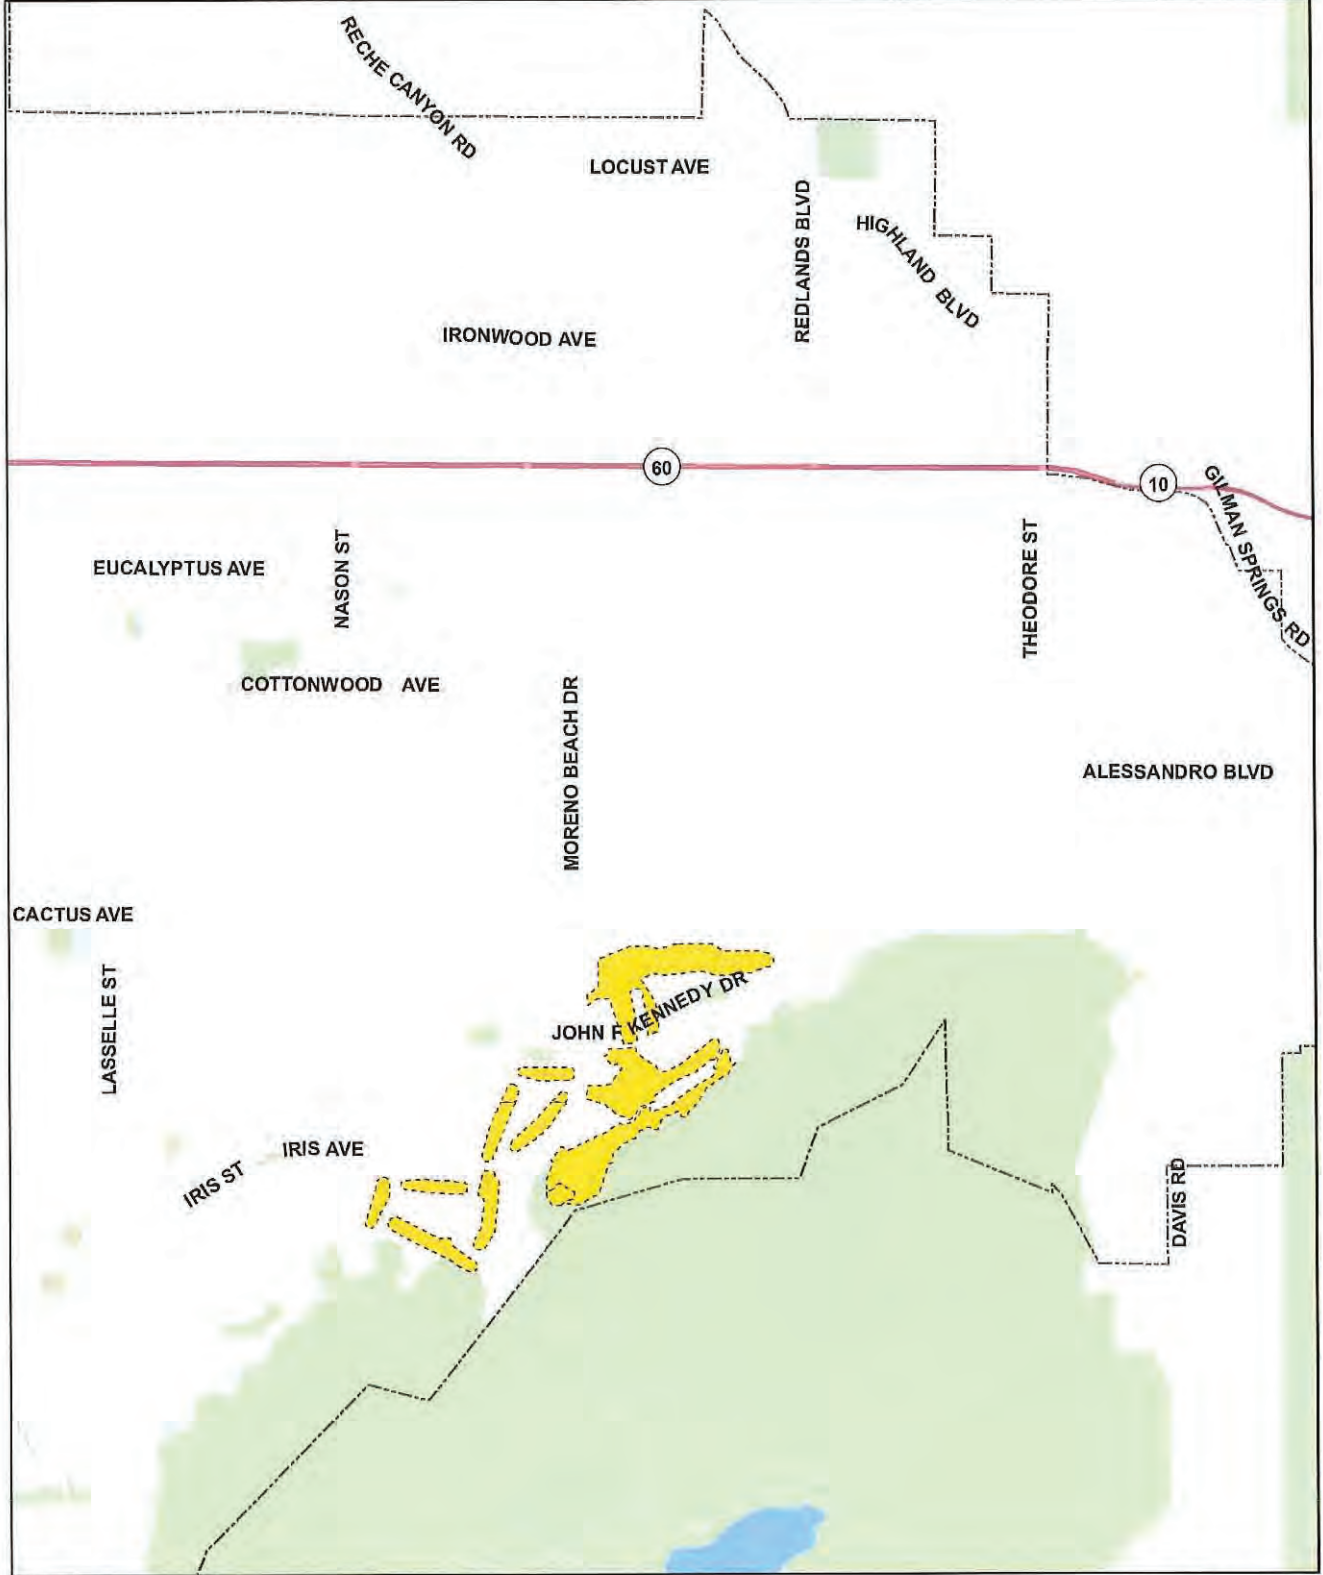 RECHE CANYON RD
LOCUST AVE
REDLANDS BLVD
HIGHLAND BLVD
IRONWOOD AVE
60
10
GILMAN SPRINGS RD
NASON ST
THEODORE ST
EUCALYPTUS AVE
COTTONWOOD AVE
MORENO BEACH DR
ALESSANDRO BLVD
CACTUS AVE
LASSELLE ST
JOHN F KENNEDY DR
IRIS AVE
IRIS ST
DAVIS RD